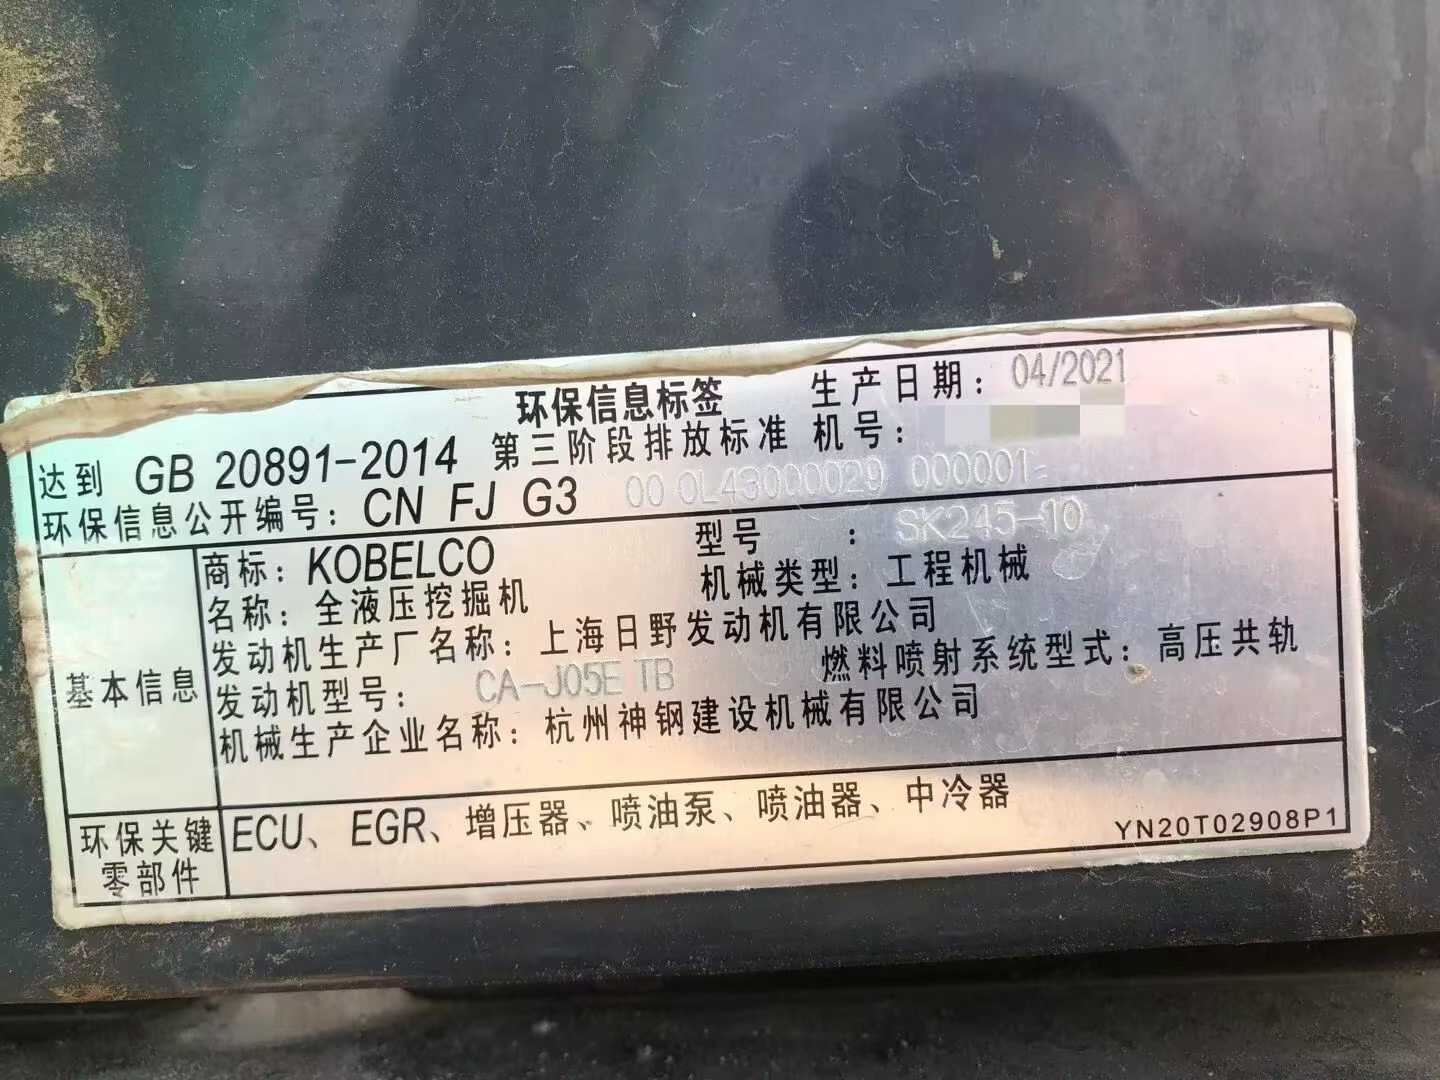 环保信息标签 生产日期：04/2021
达到 GB 20891-2014 第三阶段排放标准 机号：
环保信息公开编号：CN FJ G3 00 0L43000029 000001
基本信息
商标：KOBELCO 型号：SK245-10
名称：全液压挖掘机 机械类型：工程机械
发动机生产厂名称：上海日野发动机有限公司
发动机型号：CA-J05E TB 燃料喷射系统型式：高压共轨
机械生产企业名称：杭州神钢建设机械有限公司
环保关键零部件
ECU、EGR、增压器、喷油泵、喷油器、中冷器
YN20T02908P1